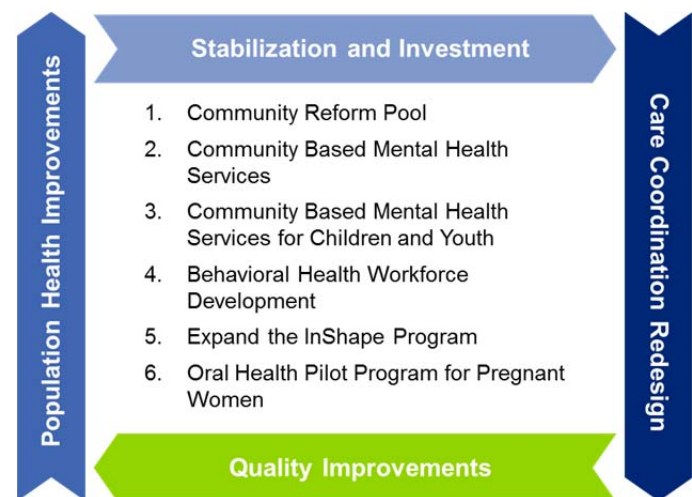 Stabilization and Investment
Population Health Improvements
1. Community Reform Pool
2. Community Based Mental Health
Services
3. Community Based Mental Health
Services for Children and Youth
4. Behavioral Health Workforce
Development
5. Expand the InShape Program
6. Oral Health Pilot Program for Pregnant
Women
Care Coordination Redesign
Quality Improvements